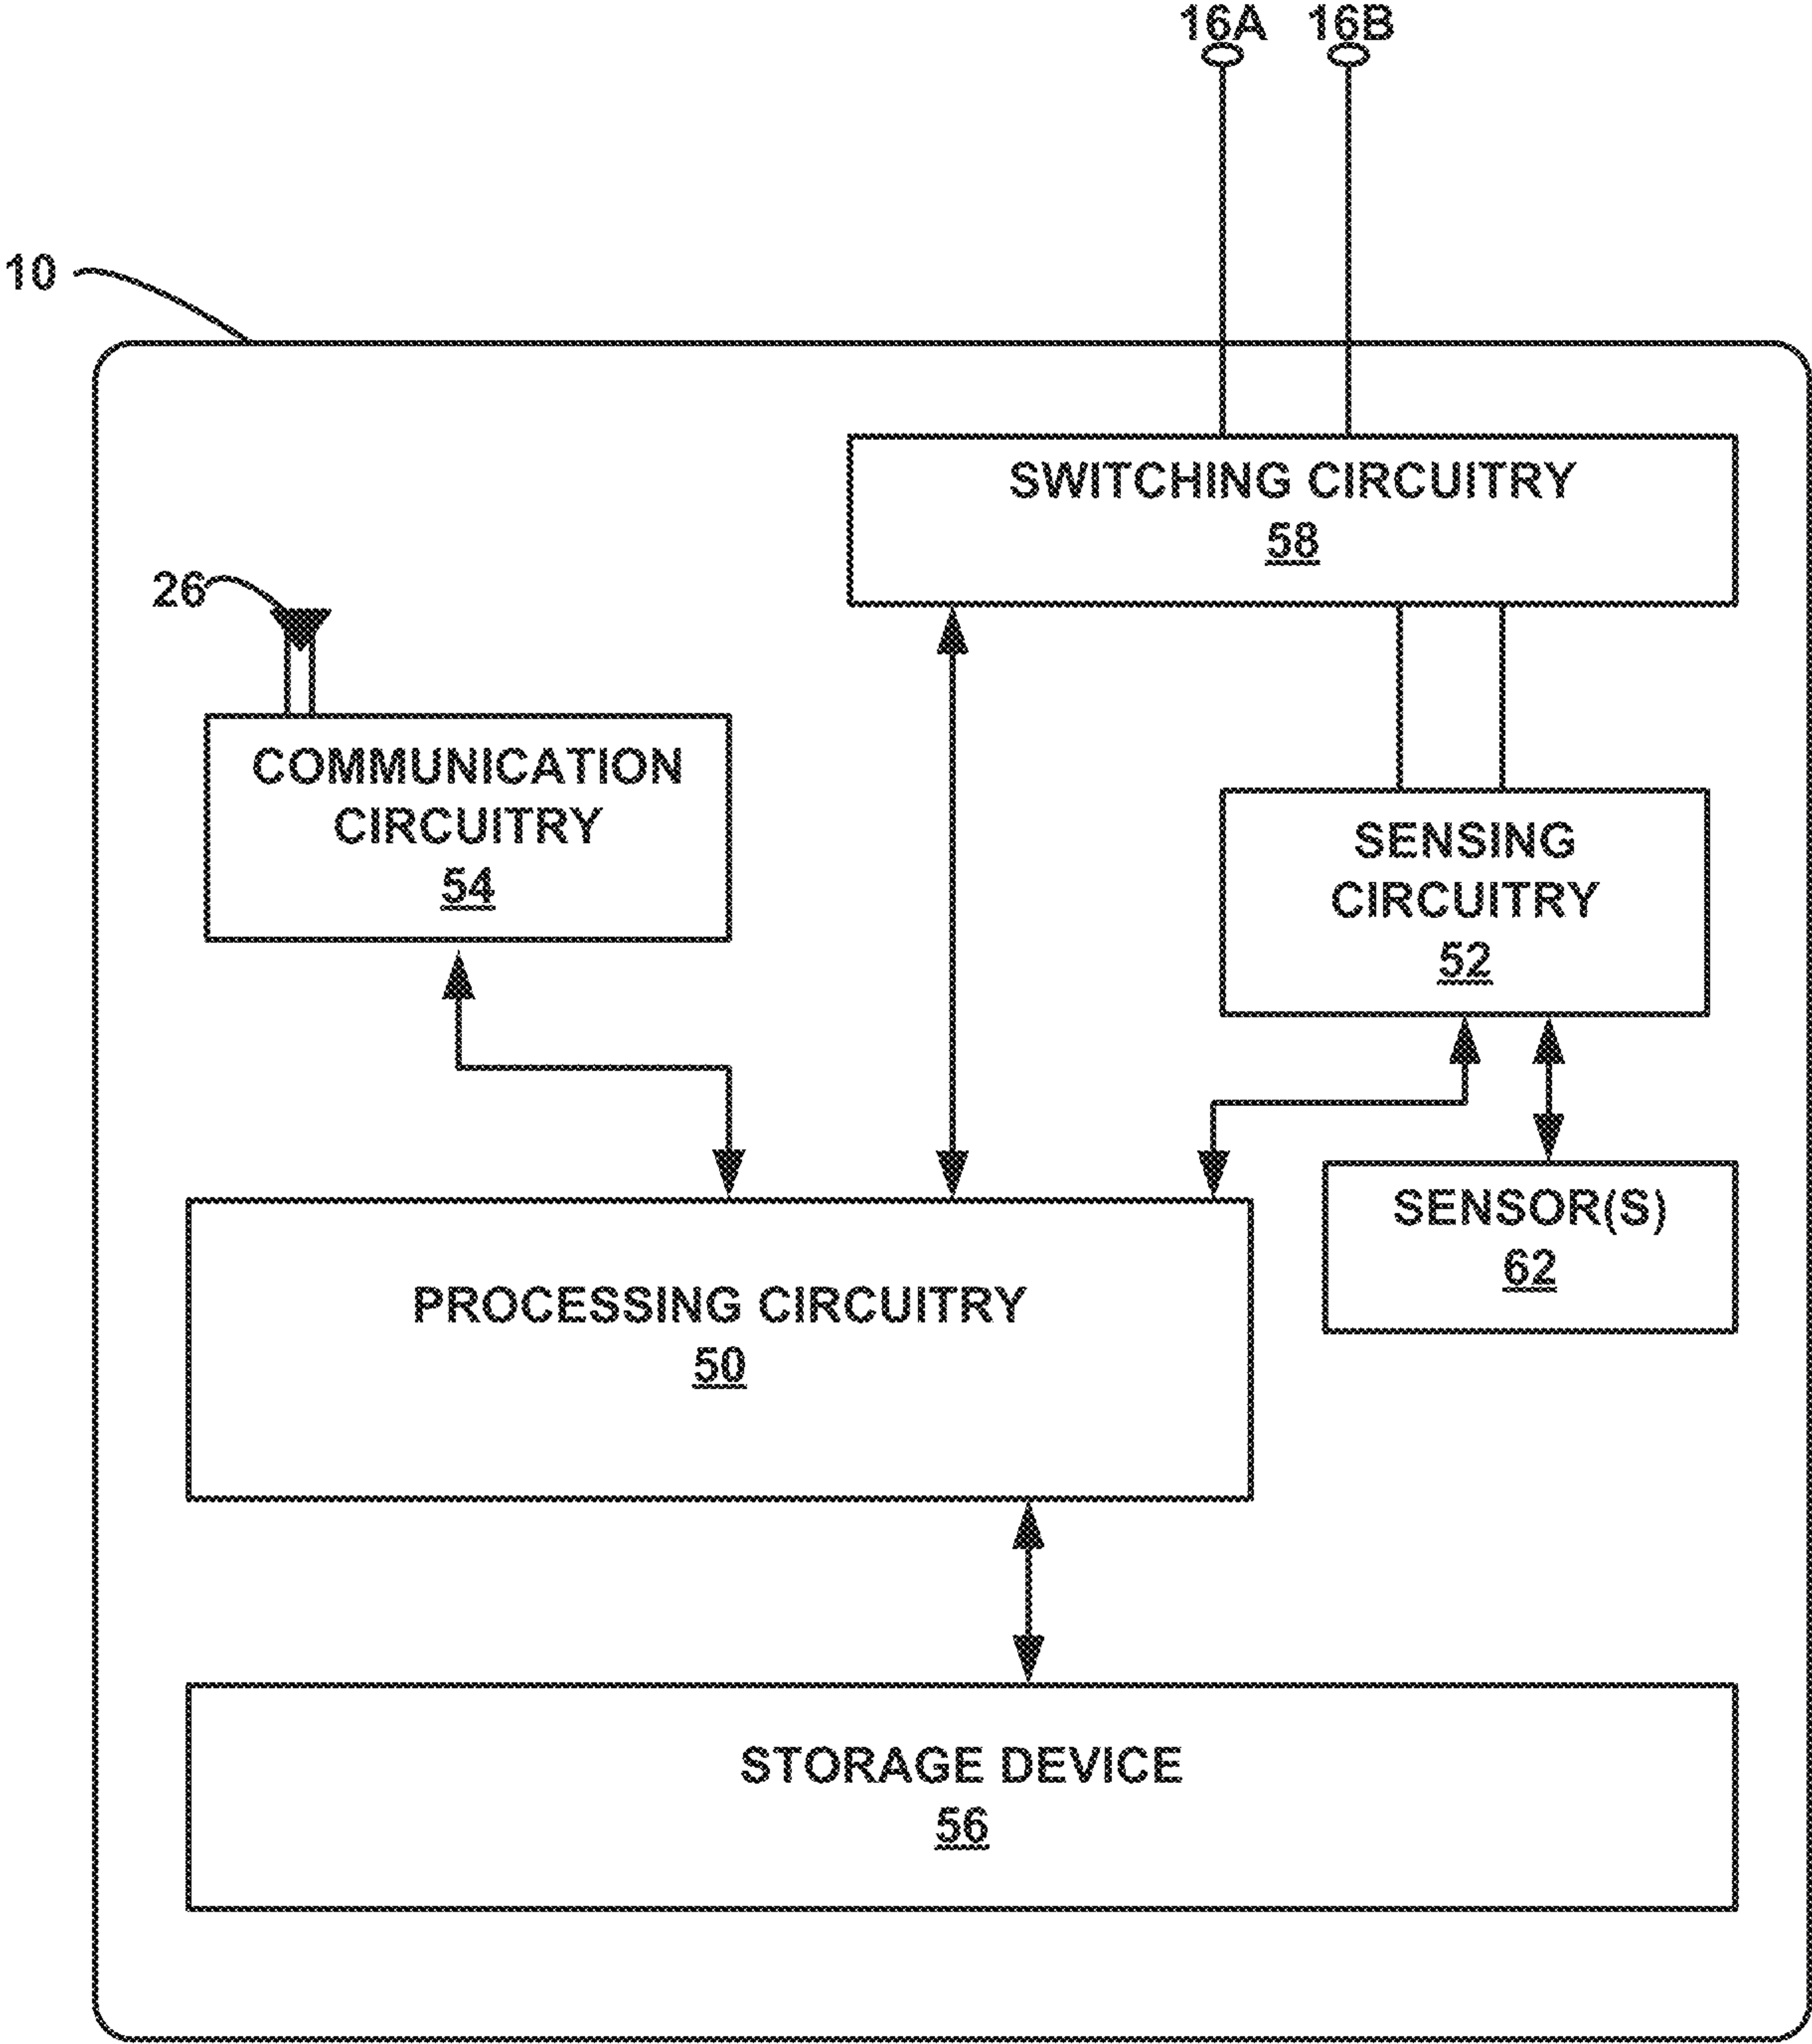 16A 16B
10
SWITCHING CIRCUITRY
58
26
COMMUNICATION
CIRCUITRY
54
SENSING
CIRCUITRY
52
SENSOR(S)
62
PROCESSING CIRCUITRY
50
STORAGE DEVICE
56